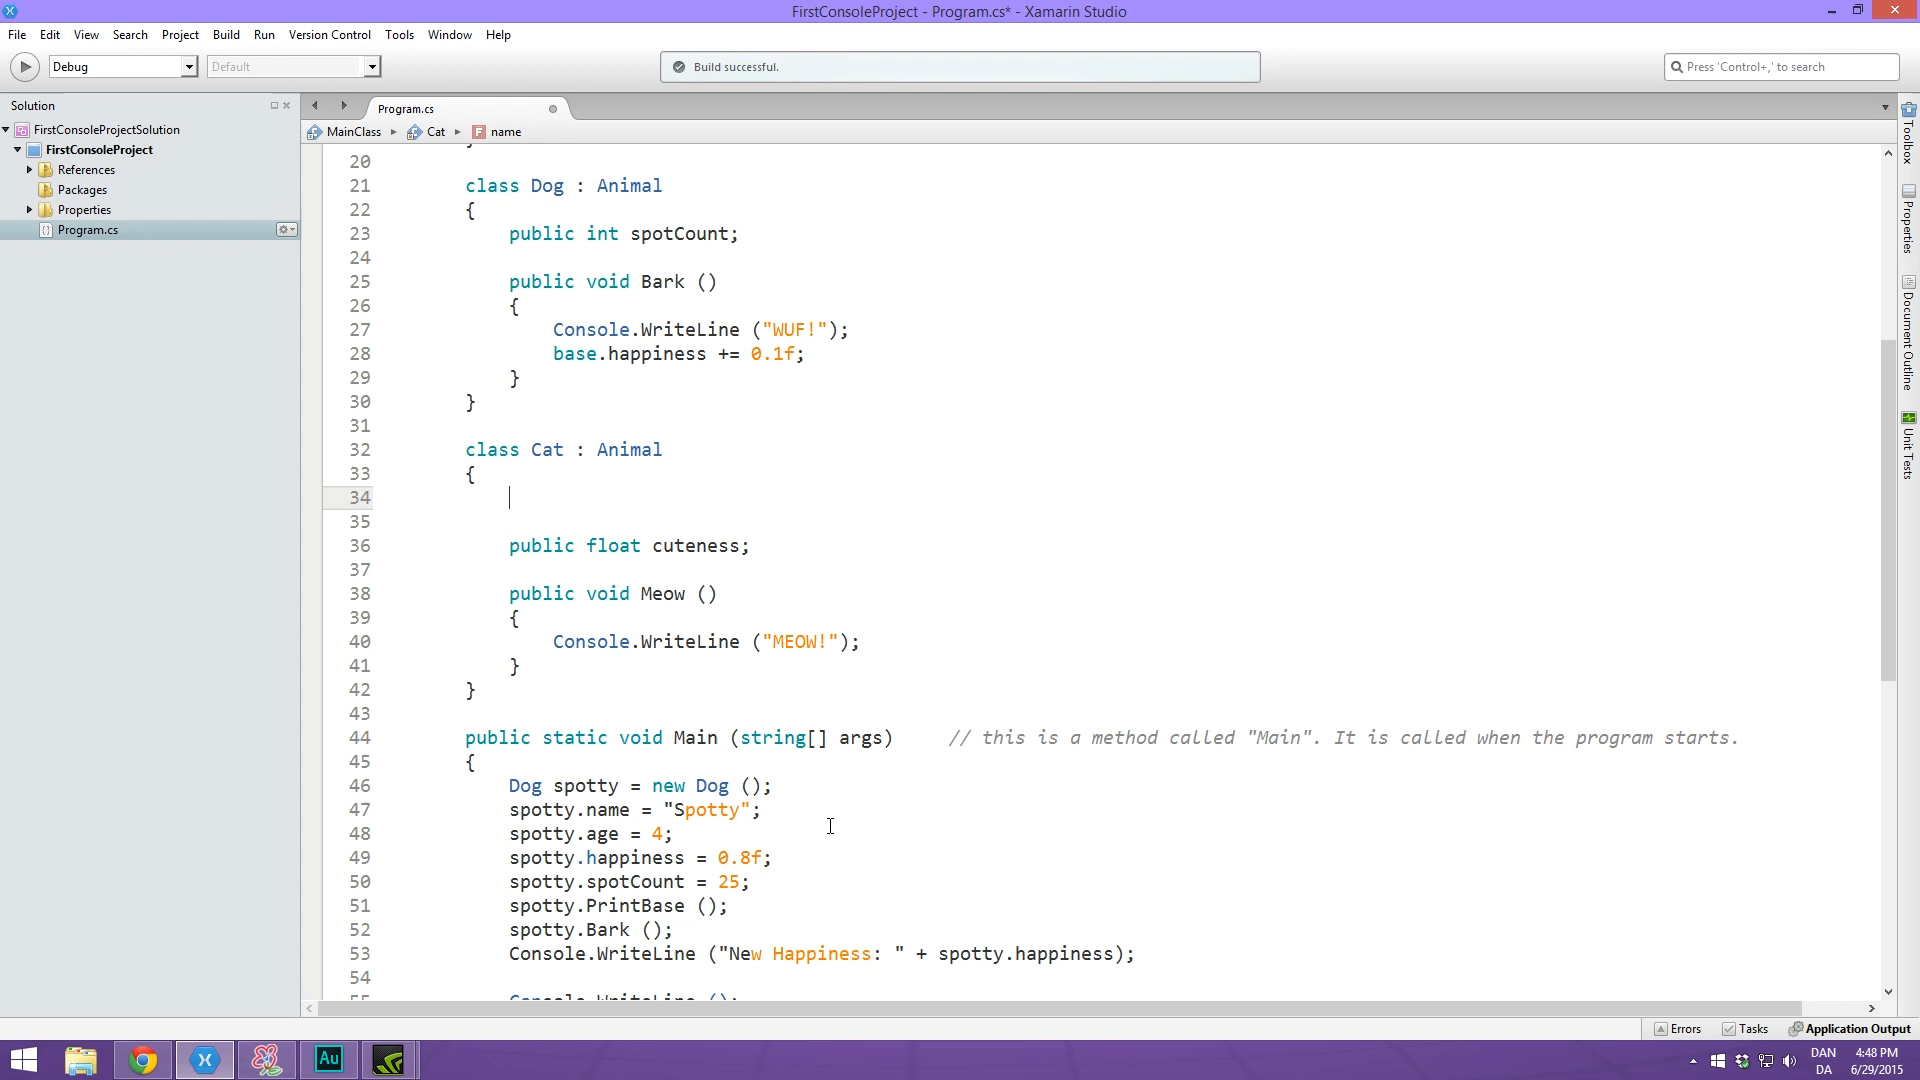 FirstConsoleProject - Program.cs* - Xamarin Studio
File Edit View Search Project Build Run Version Control Tools Window Help
Debug
Default
Build successful.
Press 'Control+,' to search
Solution
FirstConsoleProjectSolution
FirstConsoleProject
References
Packages
Properties
Program.cs
Program.cs
MainClass Cat F name
20
21 class Dog : Animal
22 {
23 public int spotCount;
24
25 public void Bark ()
26 {
27 Console.WriteLine ("WUF!");
28 base.happiness += 0.1f;
29 }
30 }
31
32 class Cat : Animal
33 {
34
35
36 public float cuteness;
37
38 public void Meow ()
39 {
40 Console.WriteLine ("MEOW!");
41 }
42 }
43
44 public static void Main (string[] args) // this is a method called "Main". It is called when the program starts.
45 {
46 Dog spotty = new Dog ();
47 spotty.name = "Spotty";
48 spotty.age = 4;
49 spotty.happiness = 0.8f;
50 spotty.spotCount = 25;
51 spotty.PrintBase ();
52 spotty.Bark ();
53 Console.WriteLine ("New Happiness: " + spotty.happiness);
54
55 Console.WriteLine ();
Toolbox
Properties
Document Outline
Unit Tests
Errors Tasks Application Output
Au
DAN 4:48 PM
DA 6/29/2015